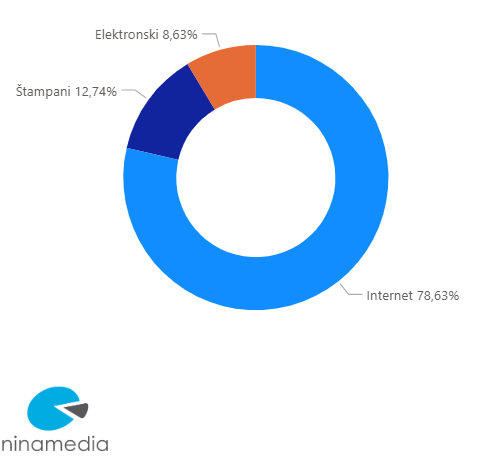 Elektronski 8,63%
Štampani 12,74%
Internet 78,63%
ninamedia